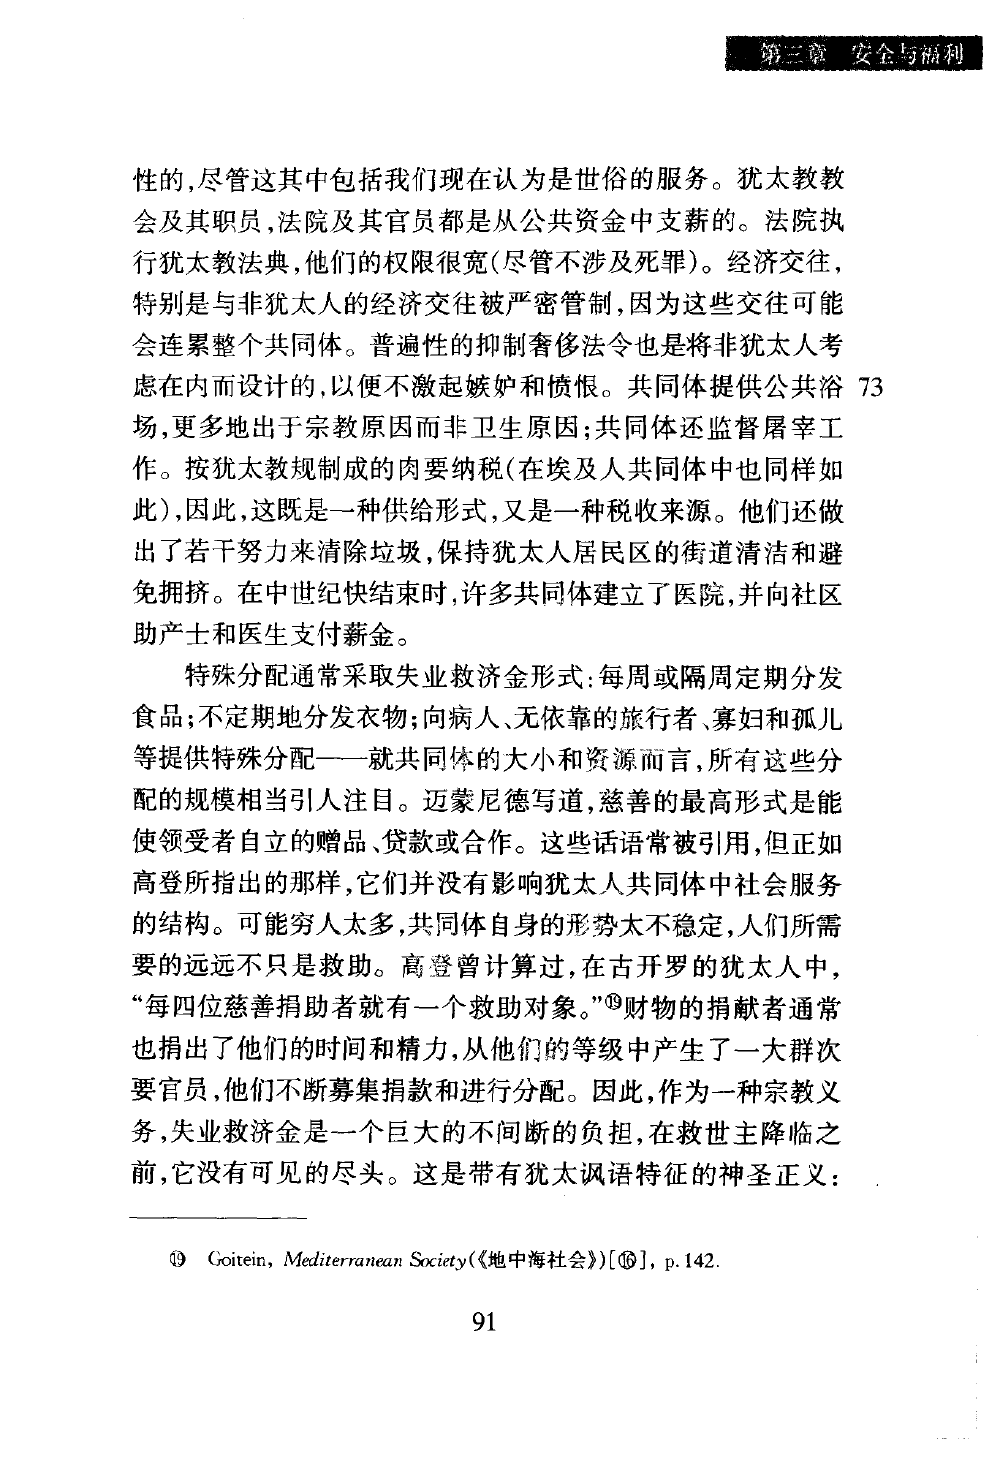 第三章 安全与福利
性的,尽管这其中包括我们现在认为是世俗的服务。犹太教教
会及其职员,法院及其官员都是从公共资金中支薪的。法院执
行犹太教法典,他们的权限很宽(尽管不涉及死罪)。经济交往,
特别是与非犹太人的经济交往被严密管制,因为这些交往可能
会连累整个共同体。普遍性的抑制奢侈法令也是将非犹太人考
虑在内而设计的,以便不激起嫉妒和愤恨。共同体提供公共浴 73
场,更多地出于宗教原因而非卫生原因;共同体还监督屠宰工
作。按犹太教规制成的肉要纳税(在埃及人共同体中也同样如
此),因此,这既是一种供给形式,又是一种税收来源。他们还做
出了若干努力来清除垃圾,保持犹太人居民区的街道清洁和避
免拥挤。在中世纪快结束时,许多共同体建立了医院,并向社区
助产士和医生支付薪金。
特殊分配通常采取失业救济金形式:每周或隔周定期分发
食品;不定期地分发衣物;向病人、无依靠的旅行者、寡妇和孤儿
等提供特殊分配——就共同体的大小和资源而言,所有这些分
配的规模相当引人注目。迈蒙尼德写道,慈善的最高形式是能
使领受者自立的赠品、贷款或合作。这些话语常被引用,但正如
高登所指出的那样,它们并没有影响犹太人共同体中社会服务
的结构。可能穷人太多,共同体自身的形势太不稳定,人们所需
要的远远不只是救助。高登曾计算过,在古开罗的犹太人中,
“每四位慈善捐助者就有一个救助对象。”⑲财物的捐献者通常
也捐出了他们的时间和精力,从他们的等级中产生了一大群次
要官员,他们不断募集捐款和进行分配。因此,作为一种宗教义
务,失业救济金是一个巨大的不间断的负担,在救世主降临之
前,它没有可见的尽头。这是带有犹太讽语特征的神圣正义:
⑲ Goitein, Mediterranean Society(《地中海社会》)[⑯], p.142.
91